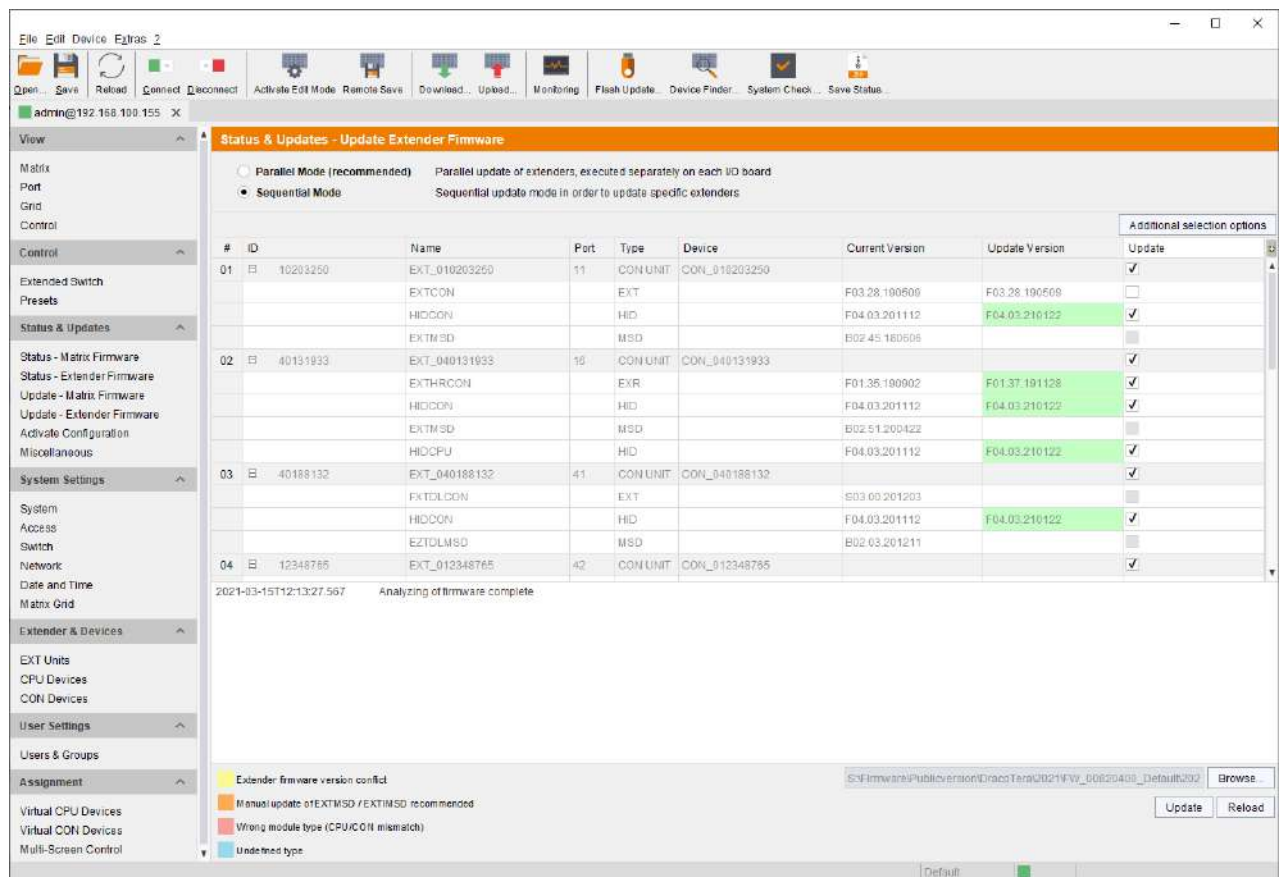 File Edit Device Extras ?
Open... Save Reload Connect Disconnect Activate Edit Mode Remote Save Download... Upload... Monitoring Flash Update... Device Finder... System Check... Save Status...
admin@192.168.100.155 X
View
Matrix
Port
Grid
Control
Control
Extended Switch
Presets
Status & Updates
Status - Matrix Firmware
Status - Extender Firmware
Update - Matrix Firmware
Update - Extender Firmware
Activate Configuration
Miscellaneous
System Settings
System
Access
Switch
Network
Date and Time
Matrix Grid
Extender & Devices
EXT Units
CPU Devices
CON Devices
User Settings
Users & Groups
Assignment
Virtual CPU Devices
Virtual CON Devices
Multi-Screen Control
Status & Updates - Update Extender Firmware
Parallel Mode (recommended) Parallel update of extenders, executed separately on each I/O board
Sequential Mode Sequential update mode in order to update specific extenders
Additional selection options
# ID Name Port Type Device Current Version Update Version Update
01 10203250 EXT_010203250 11 CON UNIT CON_010203250
EXTCON EXT F03.28.190509 F03.28.190509
HIDCON HID F04.03.201112 F04.03.210122
EXTMSD MSD B02.45.180606
02 40131933 EXT_040131933 16 CON UNIT CON_040131933
EXTHRCON EXR F01.35.190902 F01.37.191128
HIDCON HID F04.03.201112 F04.03.210122
EXTMSD MSD B02.51.200422
HIDCPU HID F04.03.201112 F04.03.210122
03 40188132 EXT_040188132 41 CON UNIT CON_040188132
EXTDLCON EXT S03.00.201203
HIDCON HID F04.03.201112 F04.03.210122
EZTDLMSD MSD B02.03.201211
04 12348765 EXT_012348765 42 CON UNIT CON_012348765
2021-03-15T12:13:27.567 Analyzing of firmware complete
Extender firmware version conflict
Manual update of EXTMSD / EXTIMSD recommended
Wrong module type (CPU/CON mismatch)
Undefined type
Browse...
Update Reload
Default